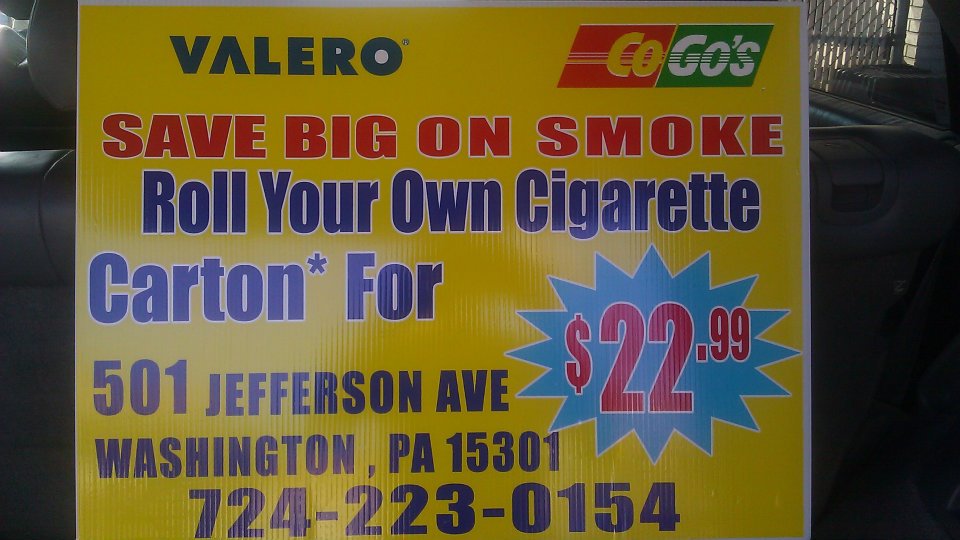 VALERO® CoGo's
SAVE BIG ON SMOKE
Roll Your Own Cigarette
Carton* For
$22.99
501 JEFFERSON AVE
WASHINGTON , PA 15301
724-223-0154